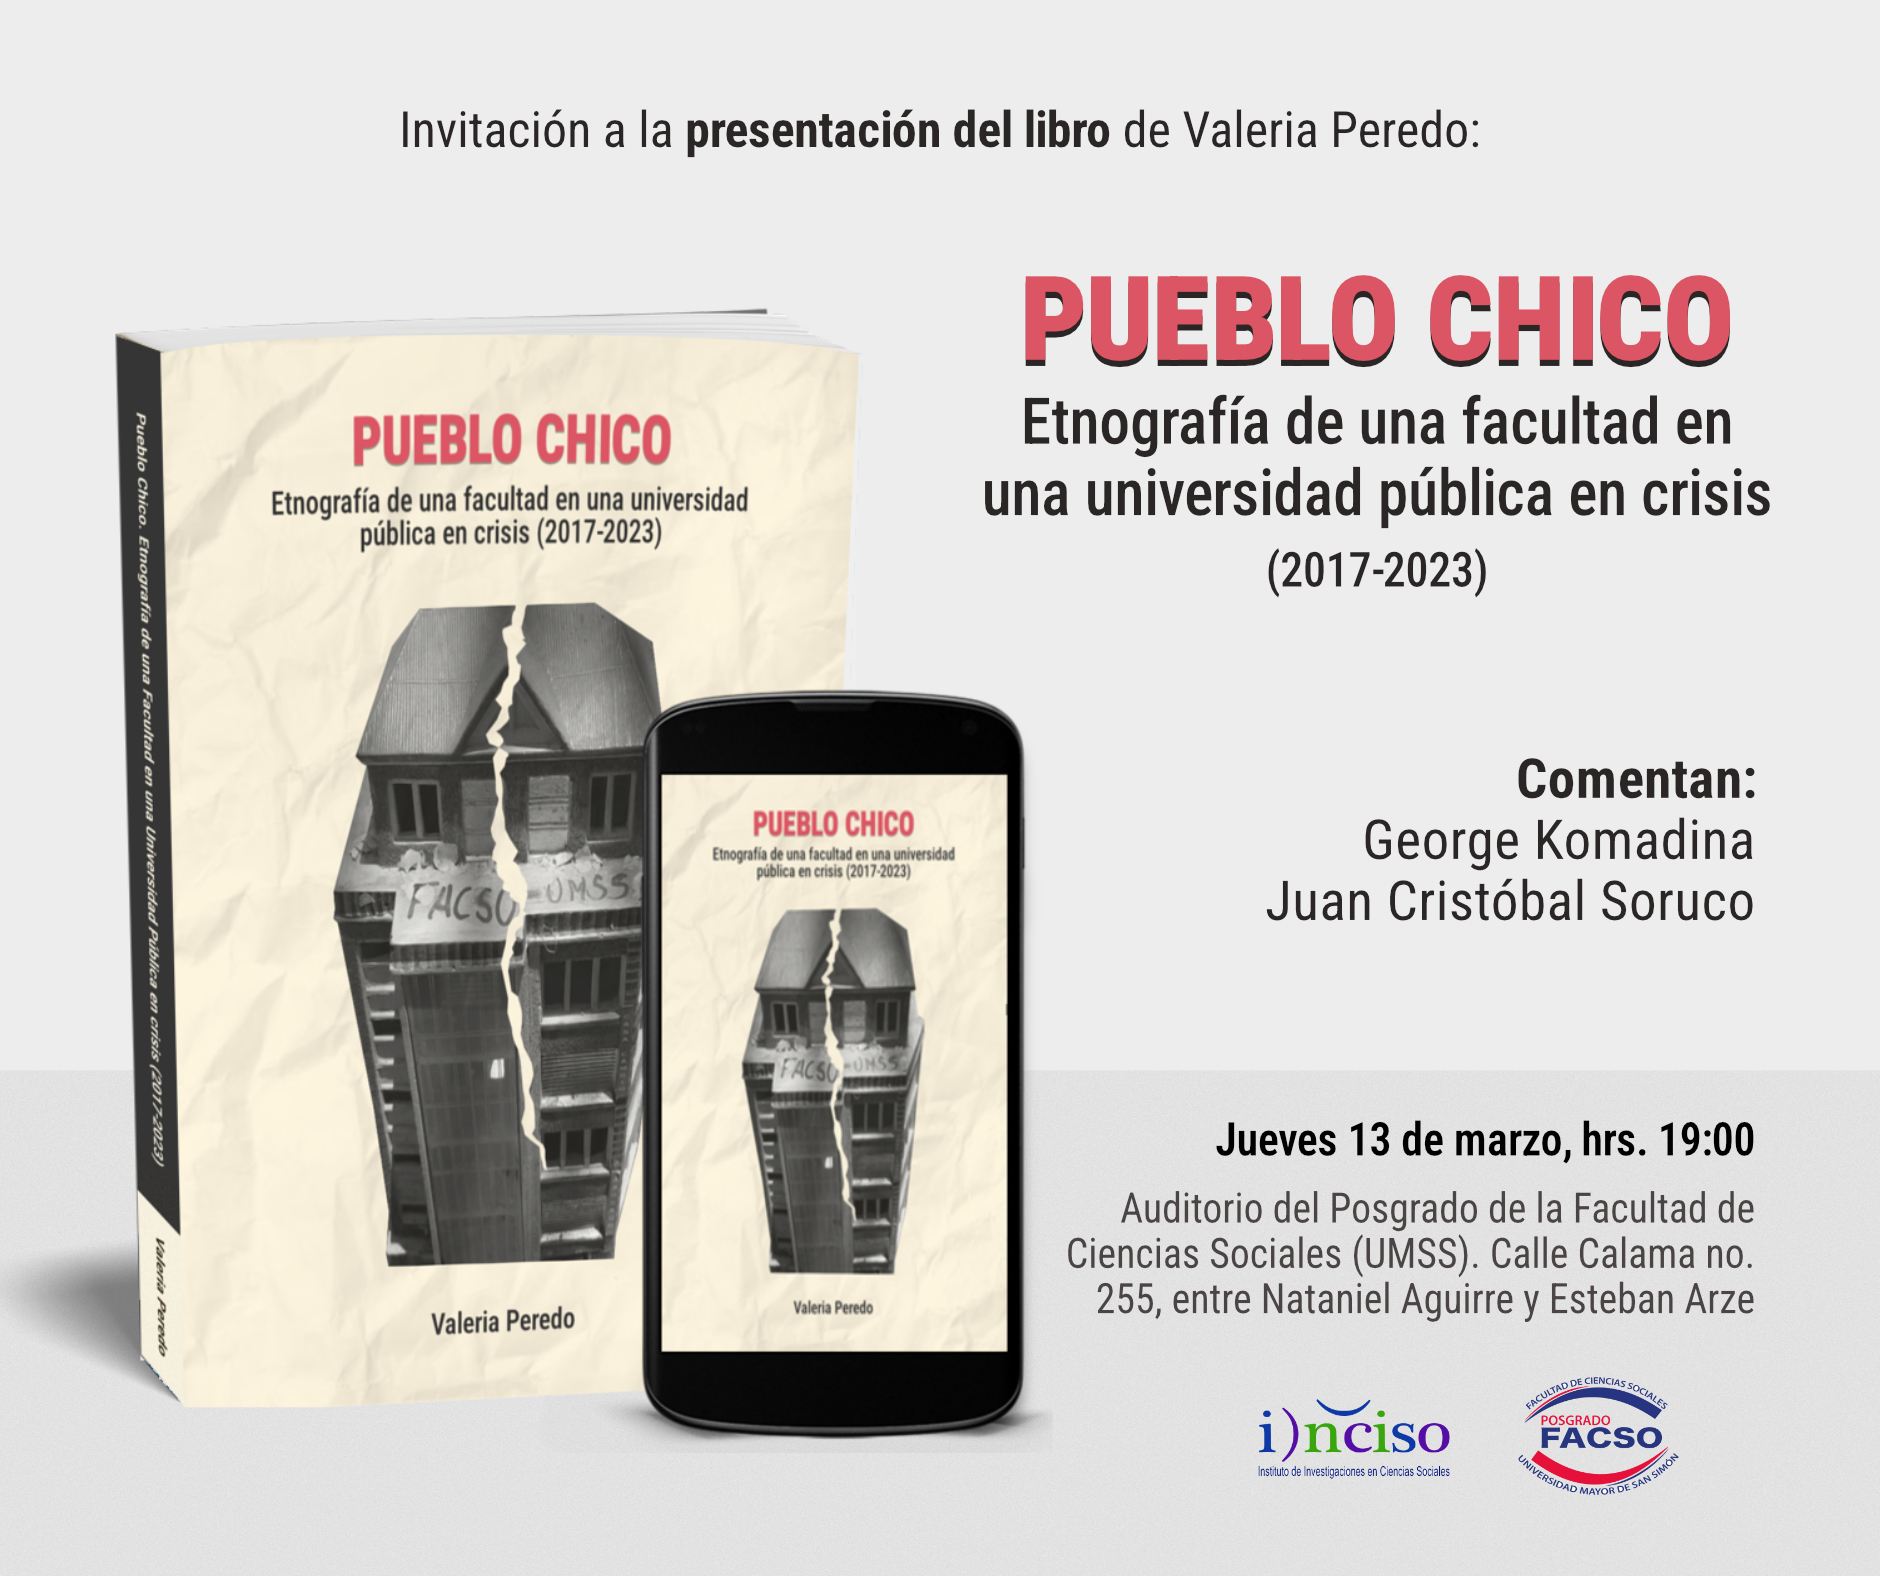 Invitación a la presentación del libro de Valeria Peredo:
PUEBLO CHICO
Etnografía de una facultad en
una universidad pública en crisis
(2017-2023)
Comentan:
George Komadina
Juan Cristóbal Soruco
Jueves 13 de marzo, hrs. 19:00
Auditorio del Posgrado de la Facultad de
Ciencias Sociales (UMSS). Calle Calama no.
255, entre Nataniel Aguirre y Esteban Arze
i)nciso
Instituto de Investigaciones en Ciencias Sociales
FACULTAD DE CIENCIAS SOCIALES
POSGRADO
FACSO
UNIVERSIDAD MAYOR DE SAN SIMÓN
Pueblo Chico. Etnografía de una Facultad en una Universidad Pública en crisis (2017-2023)
Valeria Peredo
PUEBLO CHICO
Etnografía de una facultad en una universidad
pública en crisis (2017-2023)
FACSO-UMSS
Valeria Peredo
PUEBLO CHICO
Etnografía de una facultad en una universidad
pública en crisis (2017-2023)
FACSO-UMSS
Valeria Peredo